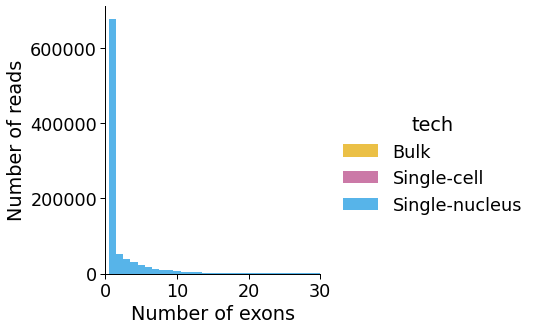 Number of reads
600000
400000
200000
0
0 10 20 30
Number of exons
tech
Bulk
Single-cell
Single-nucleus